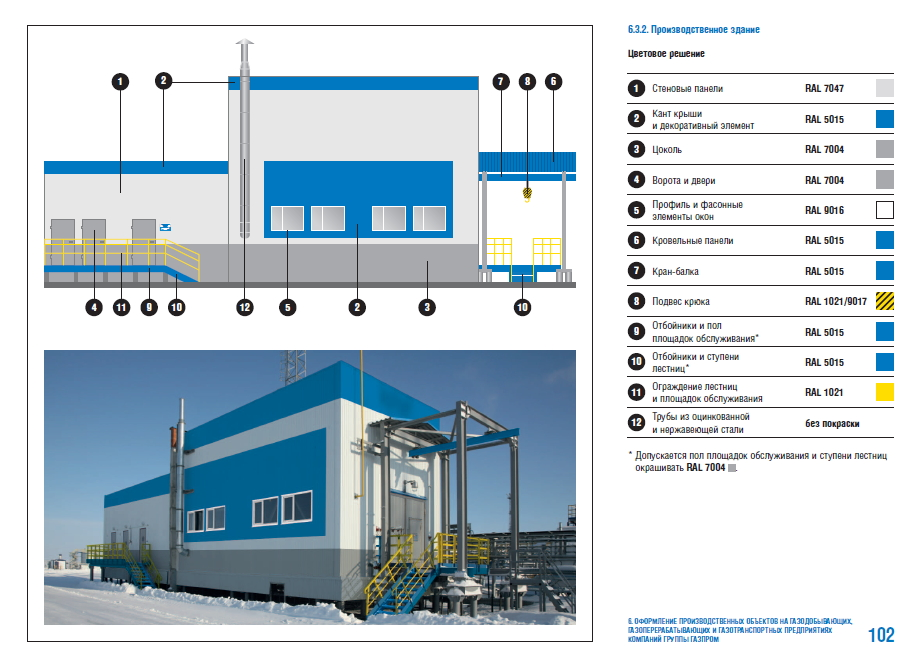 6.3.2. Производственное здание
Цветовое решение
1 Стеновые панели RAL 7047
2 Кант крыши
и декоративный элемент RAL 5015
3 Цоколь RAL 7004
4 Ворота и двери RAL 7004
5 Профиль и фасонные
элементы окон RAL 9016
6 Кровельные панели RAL 5015
7 Кран-балка RAL 5015
8 Подвес крюка RAL 1021/9017
9 Отбойники и пол
площадок обслуживания* RAL 5015
10 Отбойники и ступени
лестниц* RAL 5015
11 Ограждение лестниц
и площадок обслуживания RAL 1021
12 Трубы из оцинкованной
и нержавеющей стали без покраски
* Допускается пол площадок обслуживания и ступени лестниц
окрашивать RAL 7004 .
1 2 7 8 6
4 11 9 10 12 5 2 3 10
6. ОФОРМЛЕНИЕ ПРОИЗВОДСТВЕННЫХ ОБЪЕКТОВ НА ГАЗОДОБЫВАЮЩИХ,
ГАЗОПЕРЕРАБАТЫВАЮЩИХ И ГАЗОТРАНСПОРТНЫХ ПРЕДПРИЯТИЯХ
КОМПАНИЙ ГРУППЫ ГАЗПРОМ
102